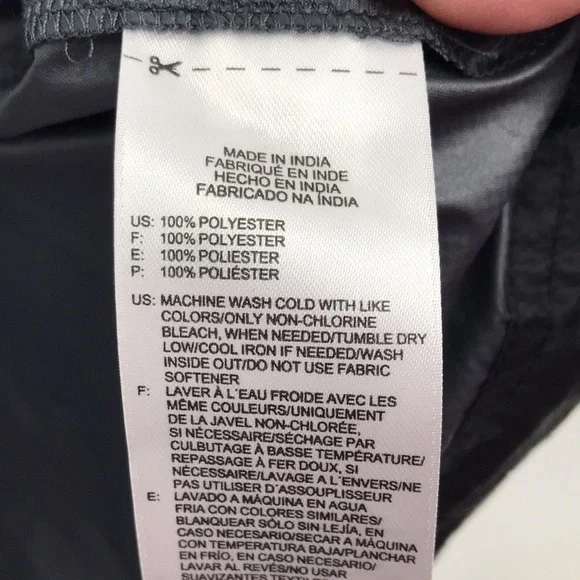 MADE IN INDIA
FABRIQUÉ EN INDE
HECHO EN INDIA
FABRICADO NA ÍNDIA
US: 100% POLYESTER
F: 100% POLYESTER
E: 100% POLIESTER
P: 100% POLIÉSTER
US: MACHINE WASH COLD WITH LIKE
COLORS/ONLY NON-CHLORINE
BLEACH, WHEN NEEDED/TUMBLE DRY
LOW/COOL IRON IF NEEDED/WASH
INSIDE OUT/DO NOT USE FABRIC
SOFTENER
F: LAVER À L'EAU FROIDE AVEC LES
MÊME COULEURS/UNIQUEMENT
DE LA JAVEL NON-CHLORÉE,
SI NÉCESSAIRE/SÉCHAGE PAR
CULBUTAGE À BASSE TEMPÉRATURE/
REPASSAGE À FER DOUX, SI
NÉCESSAIRE/LAVAGE A L'ENVERS/NE
PAS UTILISER D'ASSOUPLISSEUR
E: LAVADO A MÁQUINA EN AGUA
FRIA CON COLORES SIMILARES/
BLANQUEAR SÓLO SIN LEJÍA, EN
CASO NECESARIO/SECAR A MÁQUINA
CON TEMPERATURA BAJA/PLANCHAR
EN FRÍO, EN CASO NECESARIO/
LAVAR AL REVÉS/NO USAR
SUAVIZANTES